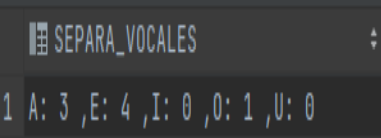 SEPARA_VOCALES
1 A: 3 ,E: 4 ,I: 0 ,O: 1 ,U: 0